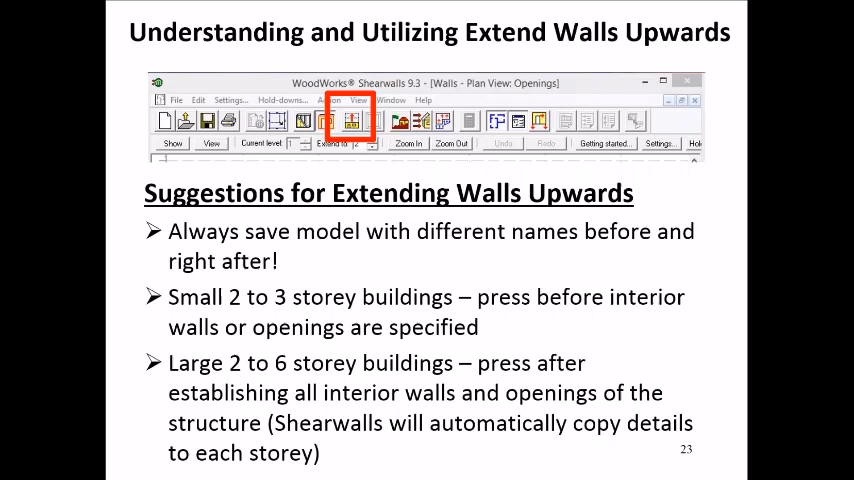 Understanding and Utilizing Extend Walls Upwards
WoodWorks® Shearwalls 9.3 - [Walls - Plan View: Openings]
File Edit Settings... Hold-downs... View Window Help
Show View Current level: 1 Extend to: 2 Zoom In Zoom Out Undo Redo Getting started... Settings... Hol
Suggestions for Extending Walls Upwards
➢ Always save model with different names before and
right after!
➢ Small 2 to 3 storey buildings – press before interior
walls or openings are specified
➢ Large 2 to 6 storey buildings – press after
establishing all interior walls and openings of the
structure (Shearwalls will automatically copy details
to each storey)
23